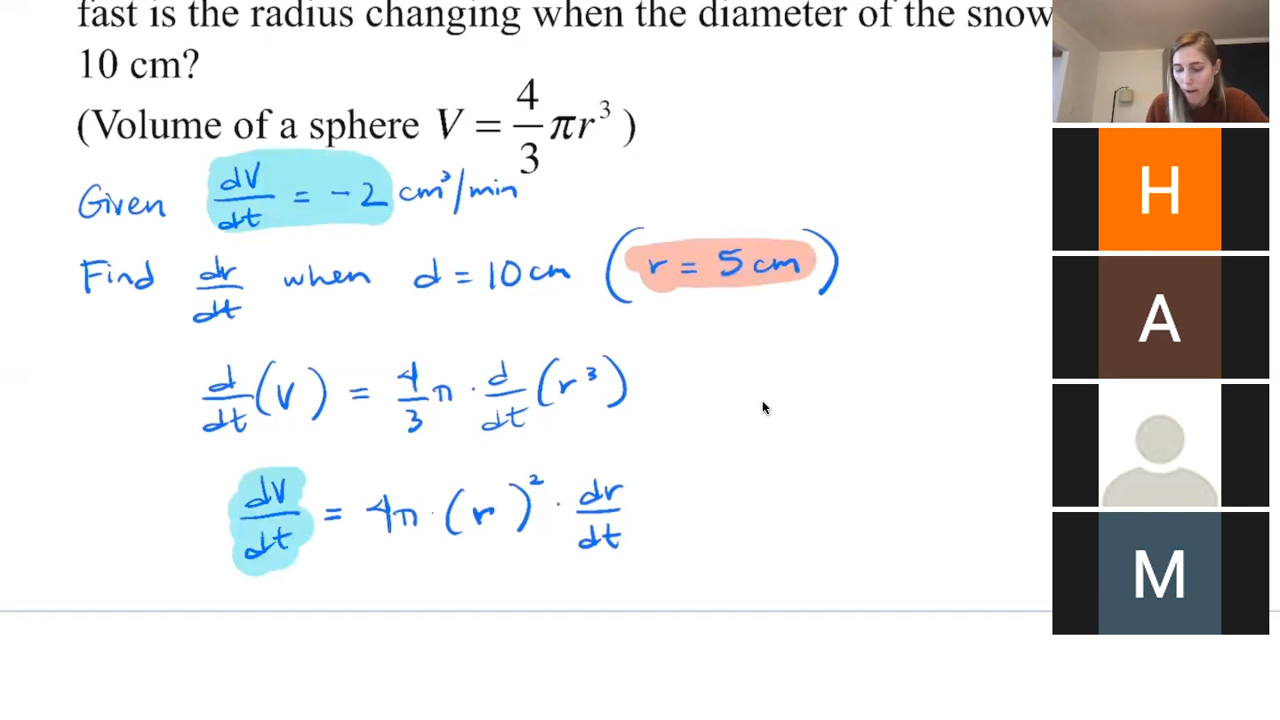 fast is the radius changing when the diameter of the snow
10 cm?
(Volume of a sphere V = 4/3 πr³ )
Given dV/dt = -2 cm³/min
Find dr/dt when d = 10 cm ( r = 5 cm )
d/dt (V) = 4/3 π · d/dt (r³)
dV/dt = 4π · (r)² · dr/dt
H
A
M